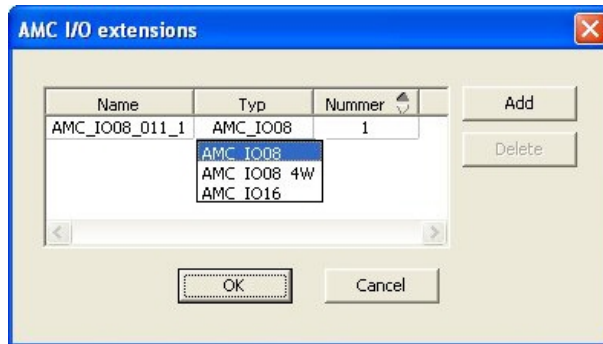 AMC I/O extensions
Name Typ Nummer Add
AMC_IO08_011_1 AMC_IO08 1
Delete
AMC_IO08
AMC_IO08_4W
AMC_IO16
OK Cancel